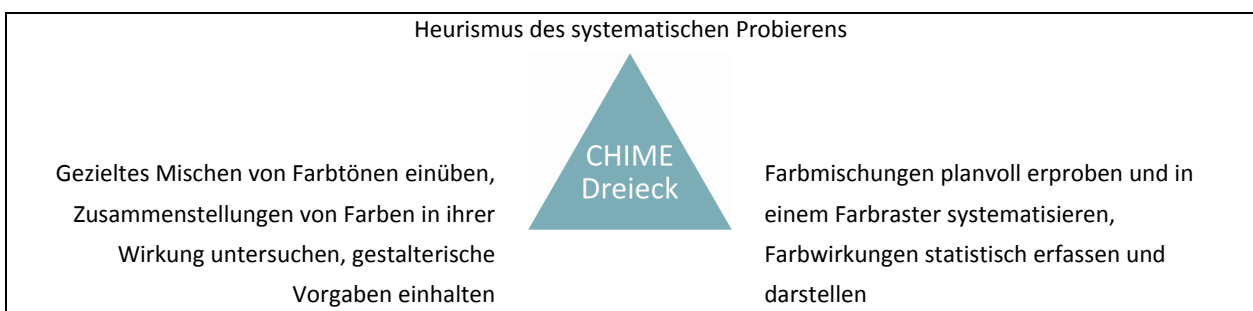 Heurismus des systematischen Probierens
CHIME
Dreieck
Gezieltes Mischen von Farbtönen einüben,
Zusammenstellungen von Farben in ihrer
Wirkung untersuchen, gestalterische
Vorgaben einhalten
Farbmischungen planvoll erproben und in
einem Farbraster systematisieren,
Farbwirkungen statistisch erfassen und
darstellen